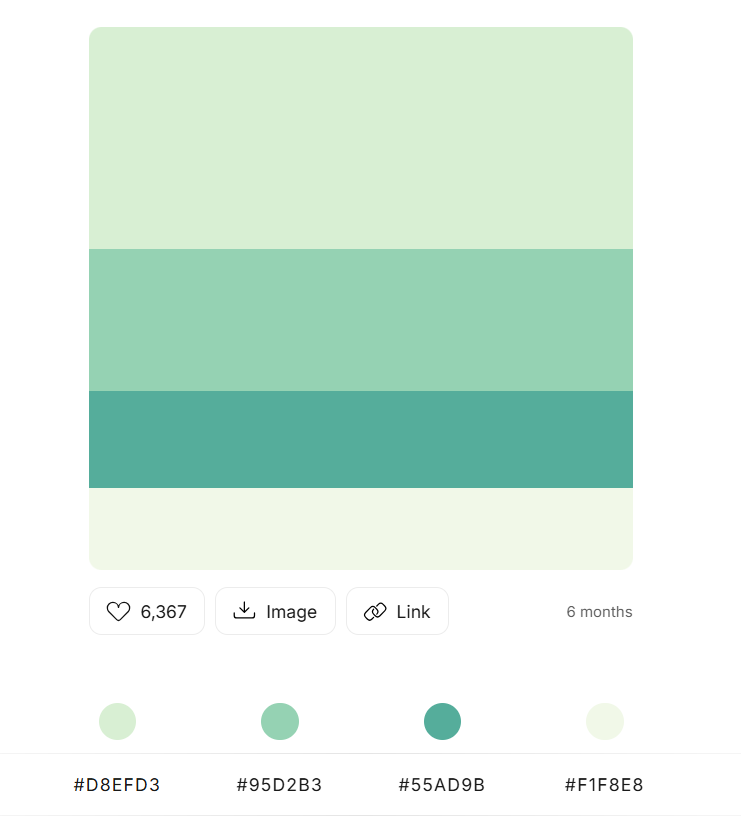 6,367 Image Link 6 months
#D8EFD3 #95D2B3 #55AD9B #F1F8E8